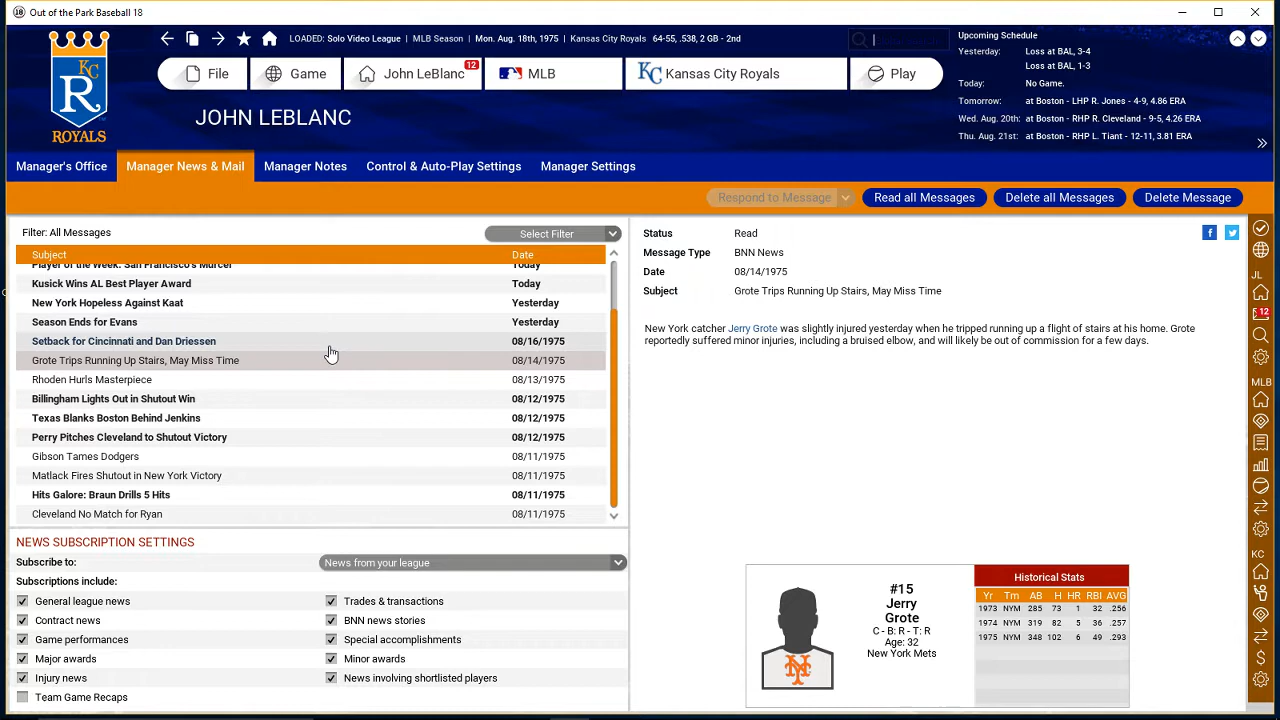 Out of the Park Baseball 18
LOADED: Solo Video League | MLB Season | Mon. Aug. 18th, 1975 | Kansas City Royals 64-55, .538, 2 GB - 2nd
File
Game
John LeBlanc
12
MLB
Kansas City Royals
Play
Upcoming Schedule
Yesterday: Loss at BAL, 3-4
Loss at BAL, 1-3
Today: No Game.
Tomorrow: at Boston - LHP R. Jones - 4-9, 4.86 ERA
Wed. Aug. 20th: at Boston - RHP R. Cleveland - 9-5, 4.26 ERA
Thu. Aug. 21st: at Boston - RHP L. Tiant - 12-11, 3.81 ERA
KC
R
ROYALS
JOHN LEBLANC
Manager's Office
Manager News & Mail
Manager Notes
Control & Auto-Play Settings
Manager Settings
Respond to Message
Read all Messages
Delete all Messages
Delete Message
Filter: All Messages
Select Filter
Subject Date
Player of the Week: San Francisco's Murcer Today
Kusick Wins AL Best Player Award Today
New York Hopeless Against Kaat Yesterday
Season Ends for Evans Yesterday
Setback for Cincinnati and Dan Driessen 08/16/1975
Grote Trips Running Up Stairs, May Miss Time 08/14/1975
Rhoden Hurls Masterpiece 08/13/1975
Billingham Lights Out in Shutout Win 08/12/1975
Texas Blanks Boston Behind Jenkins 08/12/1975
Perry Pitches Cleveland to Shutout Victory 08/12/1975
Gibson Tames Dodgers 08/11/1975
Matlack Fires Shutout in New York Victory 08/11/1975
Hits Galore: Braun Drills 5 Hits 08/11/1975
Cleveland No Match for Ryan 08/11/1975
NEWS SUBSCRIPTION SETTINGS
Subscribe to: News from your league
Subscriptions include:
General league news Trades & transactions
Contract news BNN news stories
Game performances Special accomplishments
Major awards Minor awards
Injury news News involving shortlisted players
Team Game Recaps
Status Read
Message Type BNN News
Date 08/14/1975
Subject Grote Trips Running Up Stairs, May Miss Time
New York catcher Jerry Grote was slightly injured yesterday when he tripped running up a flight of stairs at his home. Grote
reportedly suffered minor injuries, including a bruised elbow, and will likely be out of commission for a few days.
#15
Jerry
Grote
C - B: R - T: R
Age: 32
New York Mets
Historical Stats
Yr Tm AB H HR RBI AVG
1973 NYM 285 73 1 32 .256
1974 NYM 319 82 5 36 .257
1975 NYM 348 102 6 49 .293
JL
12
MLB
KC